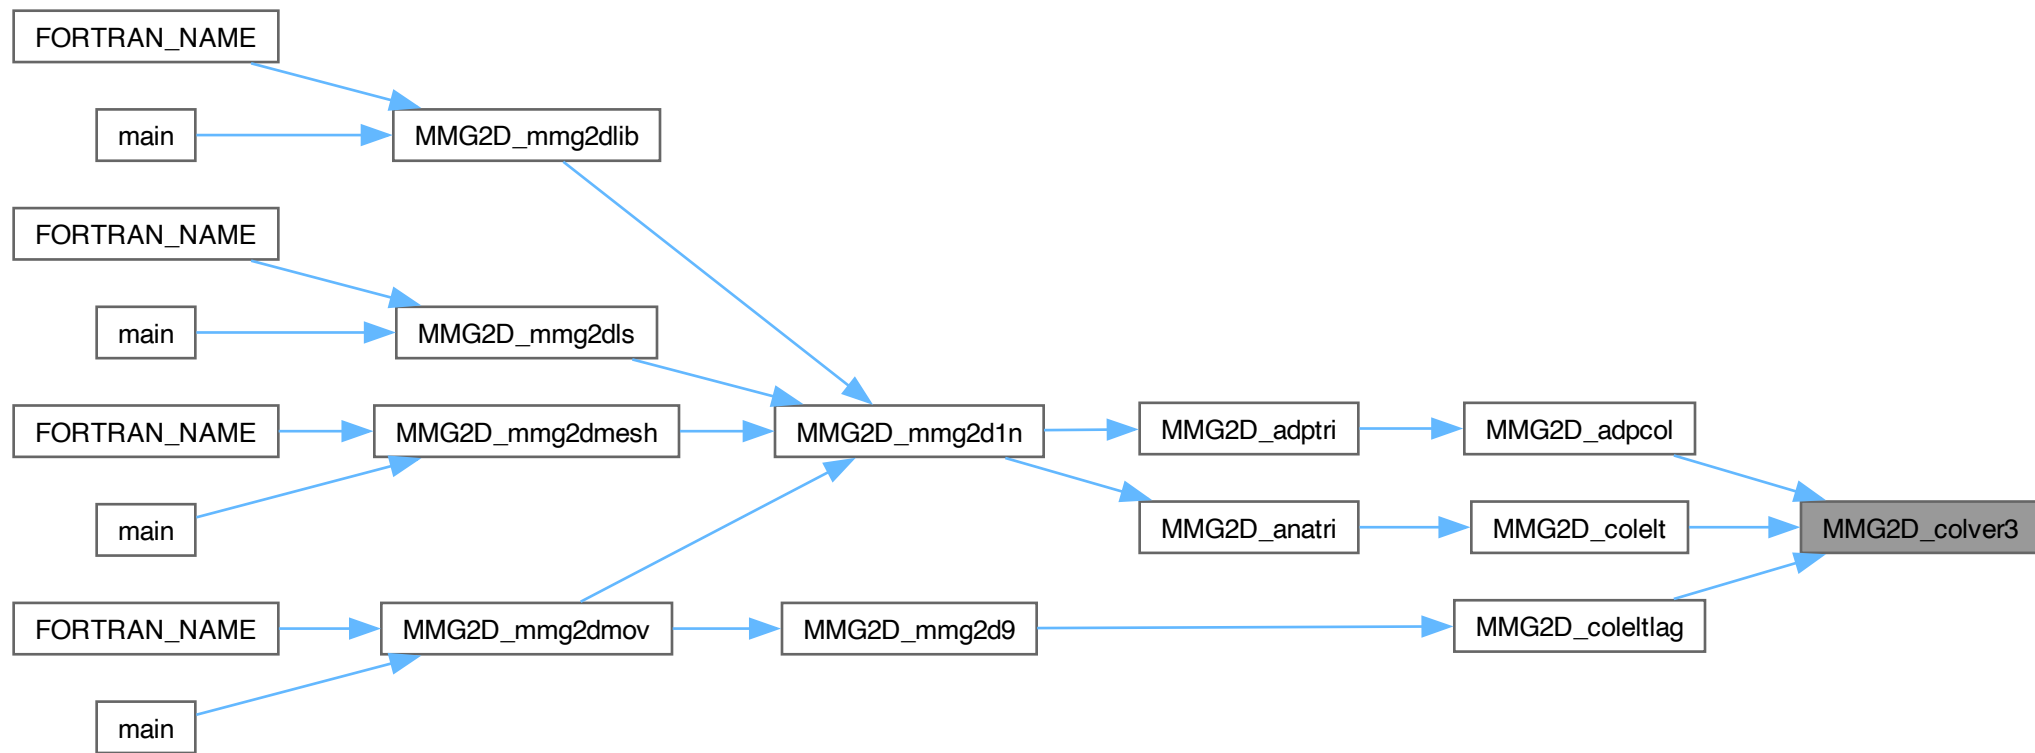 FORTRAN_NAME
main
MMG2D_mmg2dlib
FORTRAN_NAME
main
MMG2D_mmg2dls
FORTRAN_NAME
MMG2D_mmg2dmesh
MMG2D_mmg2d1n
MMG2D_adptri
MMG2D_adpcol
main
MMG2D_anatri
MMG2D_colelt
MMG2D_colver3
FORTRAN_NAME
MMG2D_mmg2dmov
MMG2D_mmg2d9
MMG2D_coleltlag
main